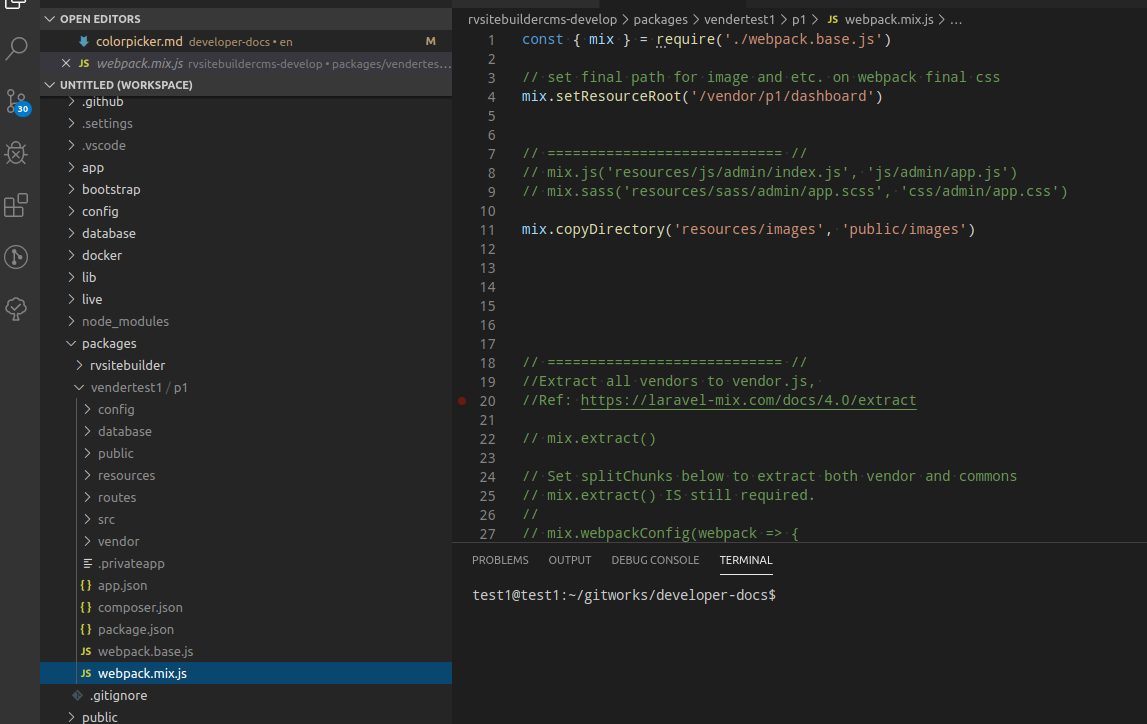 OPEN EDITORS
colorpicker.md developer-docs • en M
JS webpack.mix.js rvsitebuildercms-develop • packages/vendertes...
UNTITLED (WORKSPACE)
.github
.settings
.vscode
app
bootstrap
config
database
docker
lib
live
node_modules
packages
rvsitebuilder
vendertest1 / p1
config
database
public
resources
routes
src
vendor
.privateapp
{} app.json
{} composer.json
{} package.json
JS webpack.base.js
JS webpack.mix.js
.gitignore
public
30
rvsitebuildercms-develop > packages > vendertest1 > p1 > JS webpack.mix.js > ...
1 const { mix } = require('./webpack.base.js')
2
3 // set final path for image and etc. on webpack final css
4 mix.setResourceRoot('/vendor/p1/dashboard')
5
6
7 // ============================ //
8 // mix.js('resources/js/admin/index.js', 'js/admin/app.js')
9 // mix.sass('resources/sass/admin/app.scss', 'css/admin/app.css')
10
11 mix.copyDirectory('resources/images', 'public/images')
12
13
14
15
16
17
18 // ============================ //
19 //Extract all vendors to vendor.js,
20 //Ref: https://laravel-mix.com/docs/4.0/extract
21
22 // mix.extract()
23
24 // Set splitChunks below to extract both vendor and commons
25 // mix.extract() IS still required.
26 //
27 // mix.webpackConfig(webpack => {
PROBLEMS OUTPUT DEBUG CONSOLE TERMINAL
test1@test1:~/gitworks/developer-docs$